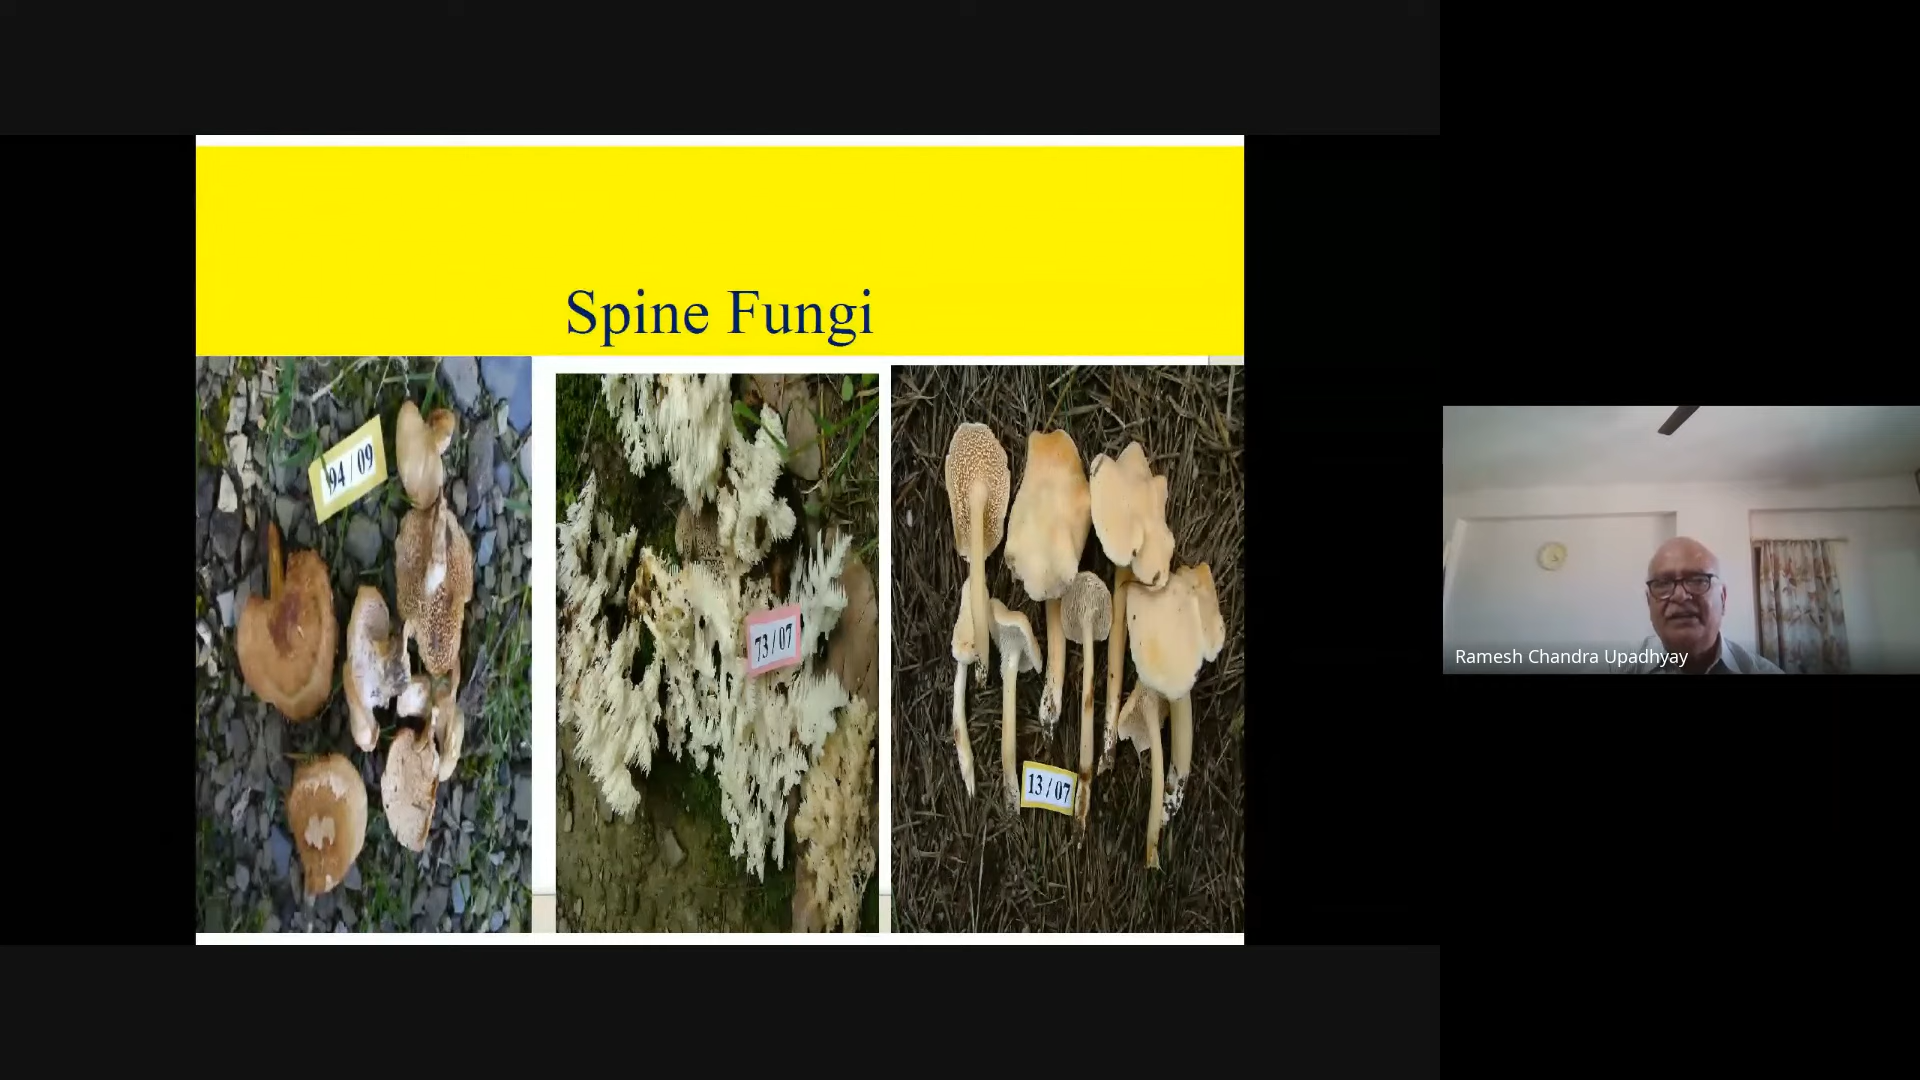 Spine Fungi
94 / 09
73 / 07
13 / 07
Ramesh Chandra Upadhyay